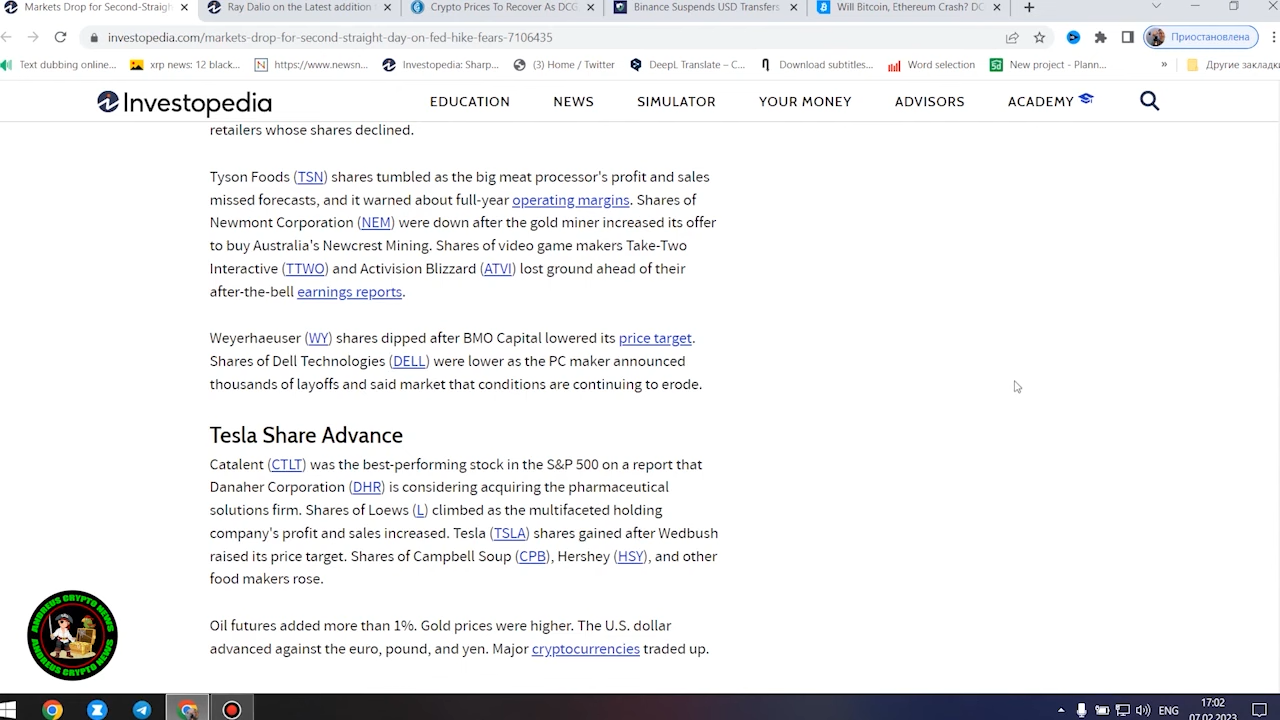 Markets Drop for Second-Straigh
Ray Dalio on the Latest addition
Crypto Prices To Recover As DCG
Binance Suspends USD Transfers
Will Bitcoin, Ethereum Crash? DC
investopedia.com/markets-drop-for-second-straight-day-on-fed-hike-fears-7106435
Приостановлена
Text dubbing online...
xrp news: 12 black...
https://www.newsn...
Investopedia: Sharp...
(3) Home / Twitter
DeepL Translate – C...
Download subtitles...
Word selection
New project - Plann...
»
Другие закладки
Investopedia
EDUCATION
NEWS
SIMULATOR
YOUR MONEY
ADVISORS
ACADEMY
retailers whose shares declined.
Tyson Foods (TSN) shares tumbled as the big meat processor's profit and sales
missed forecasts, and it warned about full-year operating margins. Shares of
Newmont Corporation (NEM) were down after the gold miner increased its offer
to buy Australia's Newcrest Mining. Shares of video game makers Take-Two
Interactive (TTWO) and Activision Blizzard (ATVI) lost ground ahead of their
after-the-bell earnings reports.
Weyerhaeuser (WY) shares dipped after BMO Capital lowered its price target.
Shares of Dell Technologies (DELL) were lower as the PC maker announced
thousands of layoffs and said market that conditions are continuing to erode.
Tesla Share Advance
Catalent (CTLT) was the best-performing stock in the S&P 500 on a report that
Danaher Corporation (DHR) is considering acquiring the pharmaceutical
solutions firm. Shares of Loews (L) climbed as the multifaceted holding
company's profit and sales increased. Tesla (TSLA) shares gained after Wedbush
raised its price target. Shares of Campbell Soup (CPB), Hershey (HSY), and other
food makers rose.
Oil futures added more than 1%. Gold prices were higher. The U.S. dollar
advanced against the euro, pound, and yen. Major cryptocurrencies traded up.
ANDREUS CRYPTO NEWS
ANDREUS CRYPTO NEWS
ENG
17:02
07.02.2023